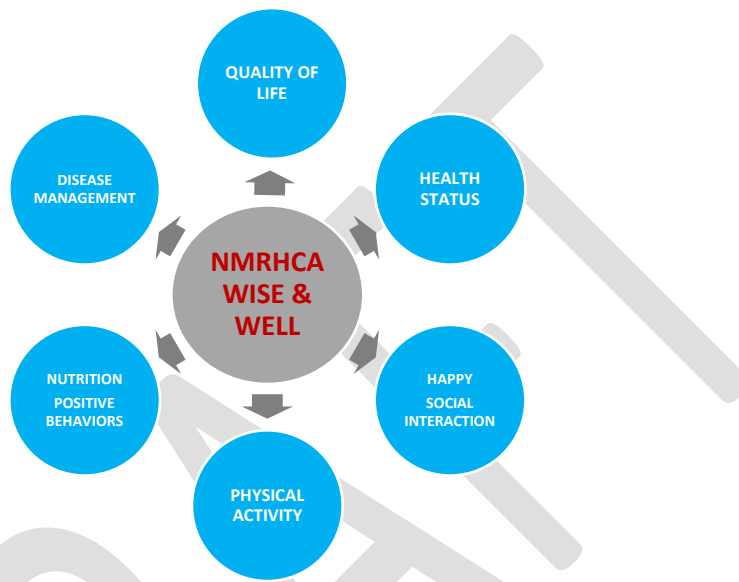 QUALITY OF
LIFE
DISEASE
MANAGEMENT
HEALTH
STATUS
NMRHCA
WISE &
WELL
NUTRITION
POSITIVE
BEHAVIORS
HAPPY
SOCIAL
INTERACTION
PHYSICAL
ACTIVITY